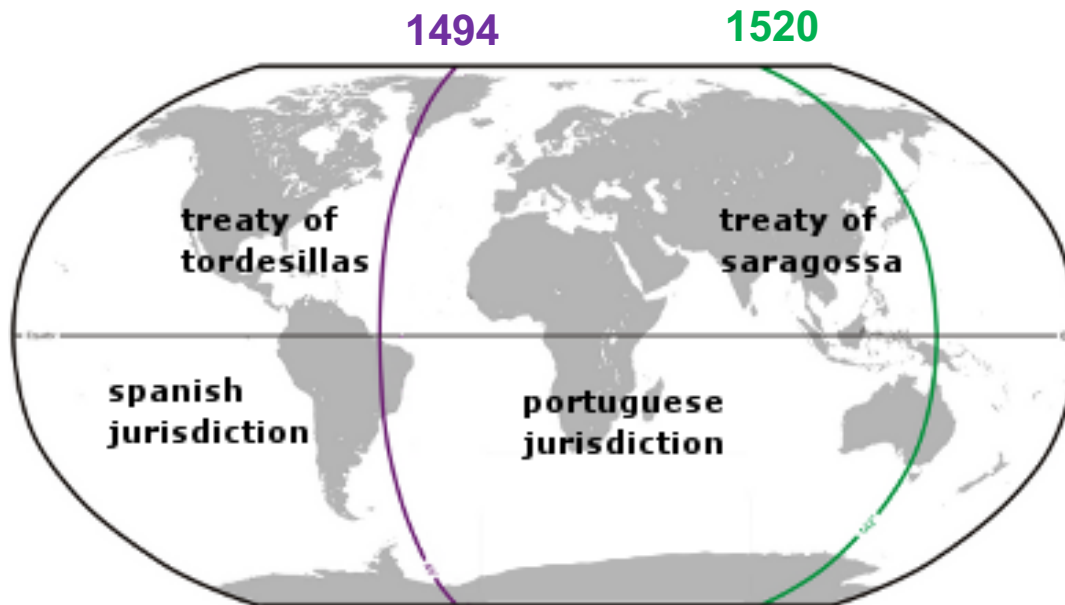 1494
1520
treaty of
tordesillas
treaty of
saragossa
spanish
jurisdiction
portuguese
jurisdiction